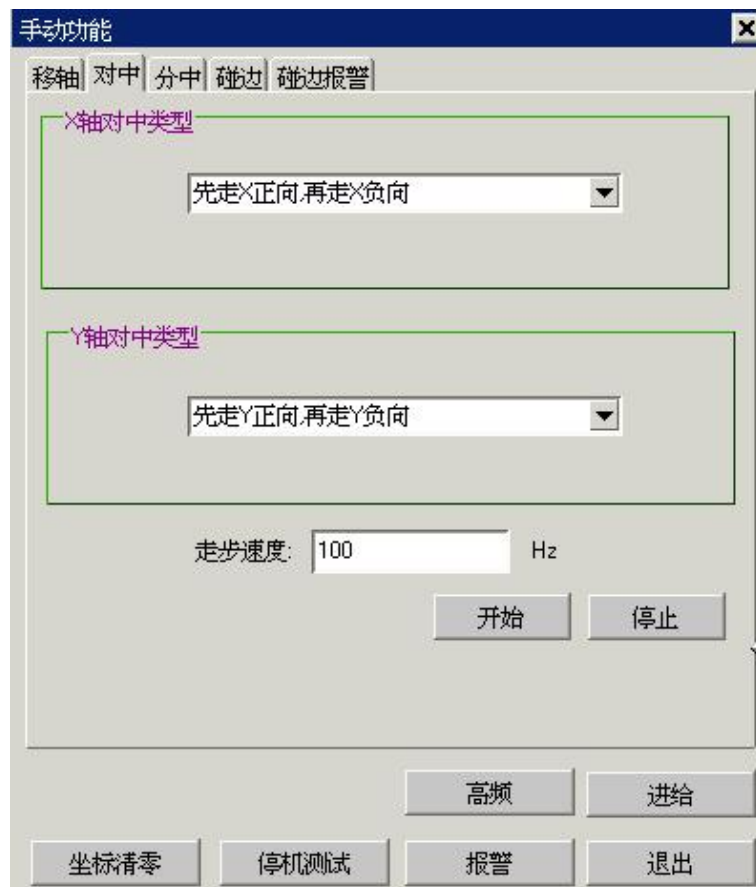 手动功能
移轴 对中 分中 碰边 碰边报警
X轴对中类型
先走X正向,再走X负向
Y轴对中类型
先走Y正向,再走Y负向
走步速度: 100 Hz
开始 停止
高频 进给
坐标清零 停机测试 报警 退出